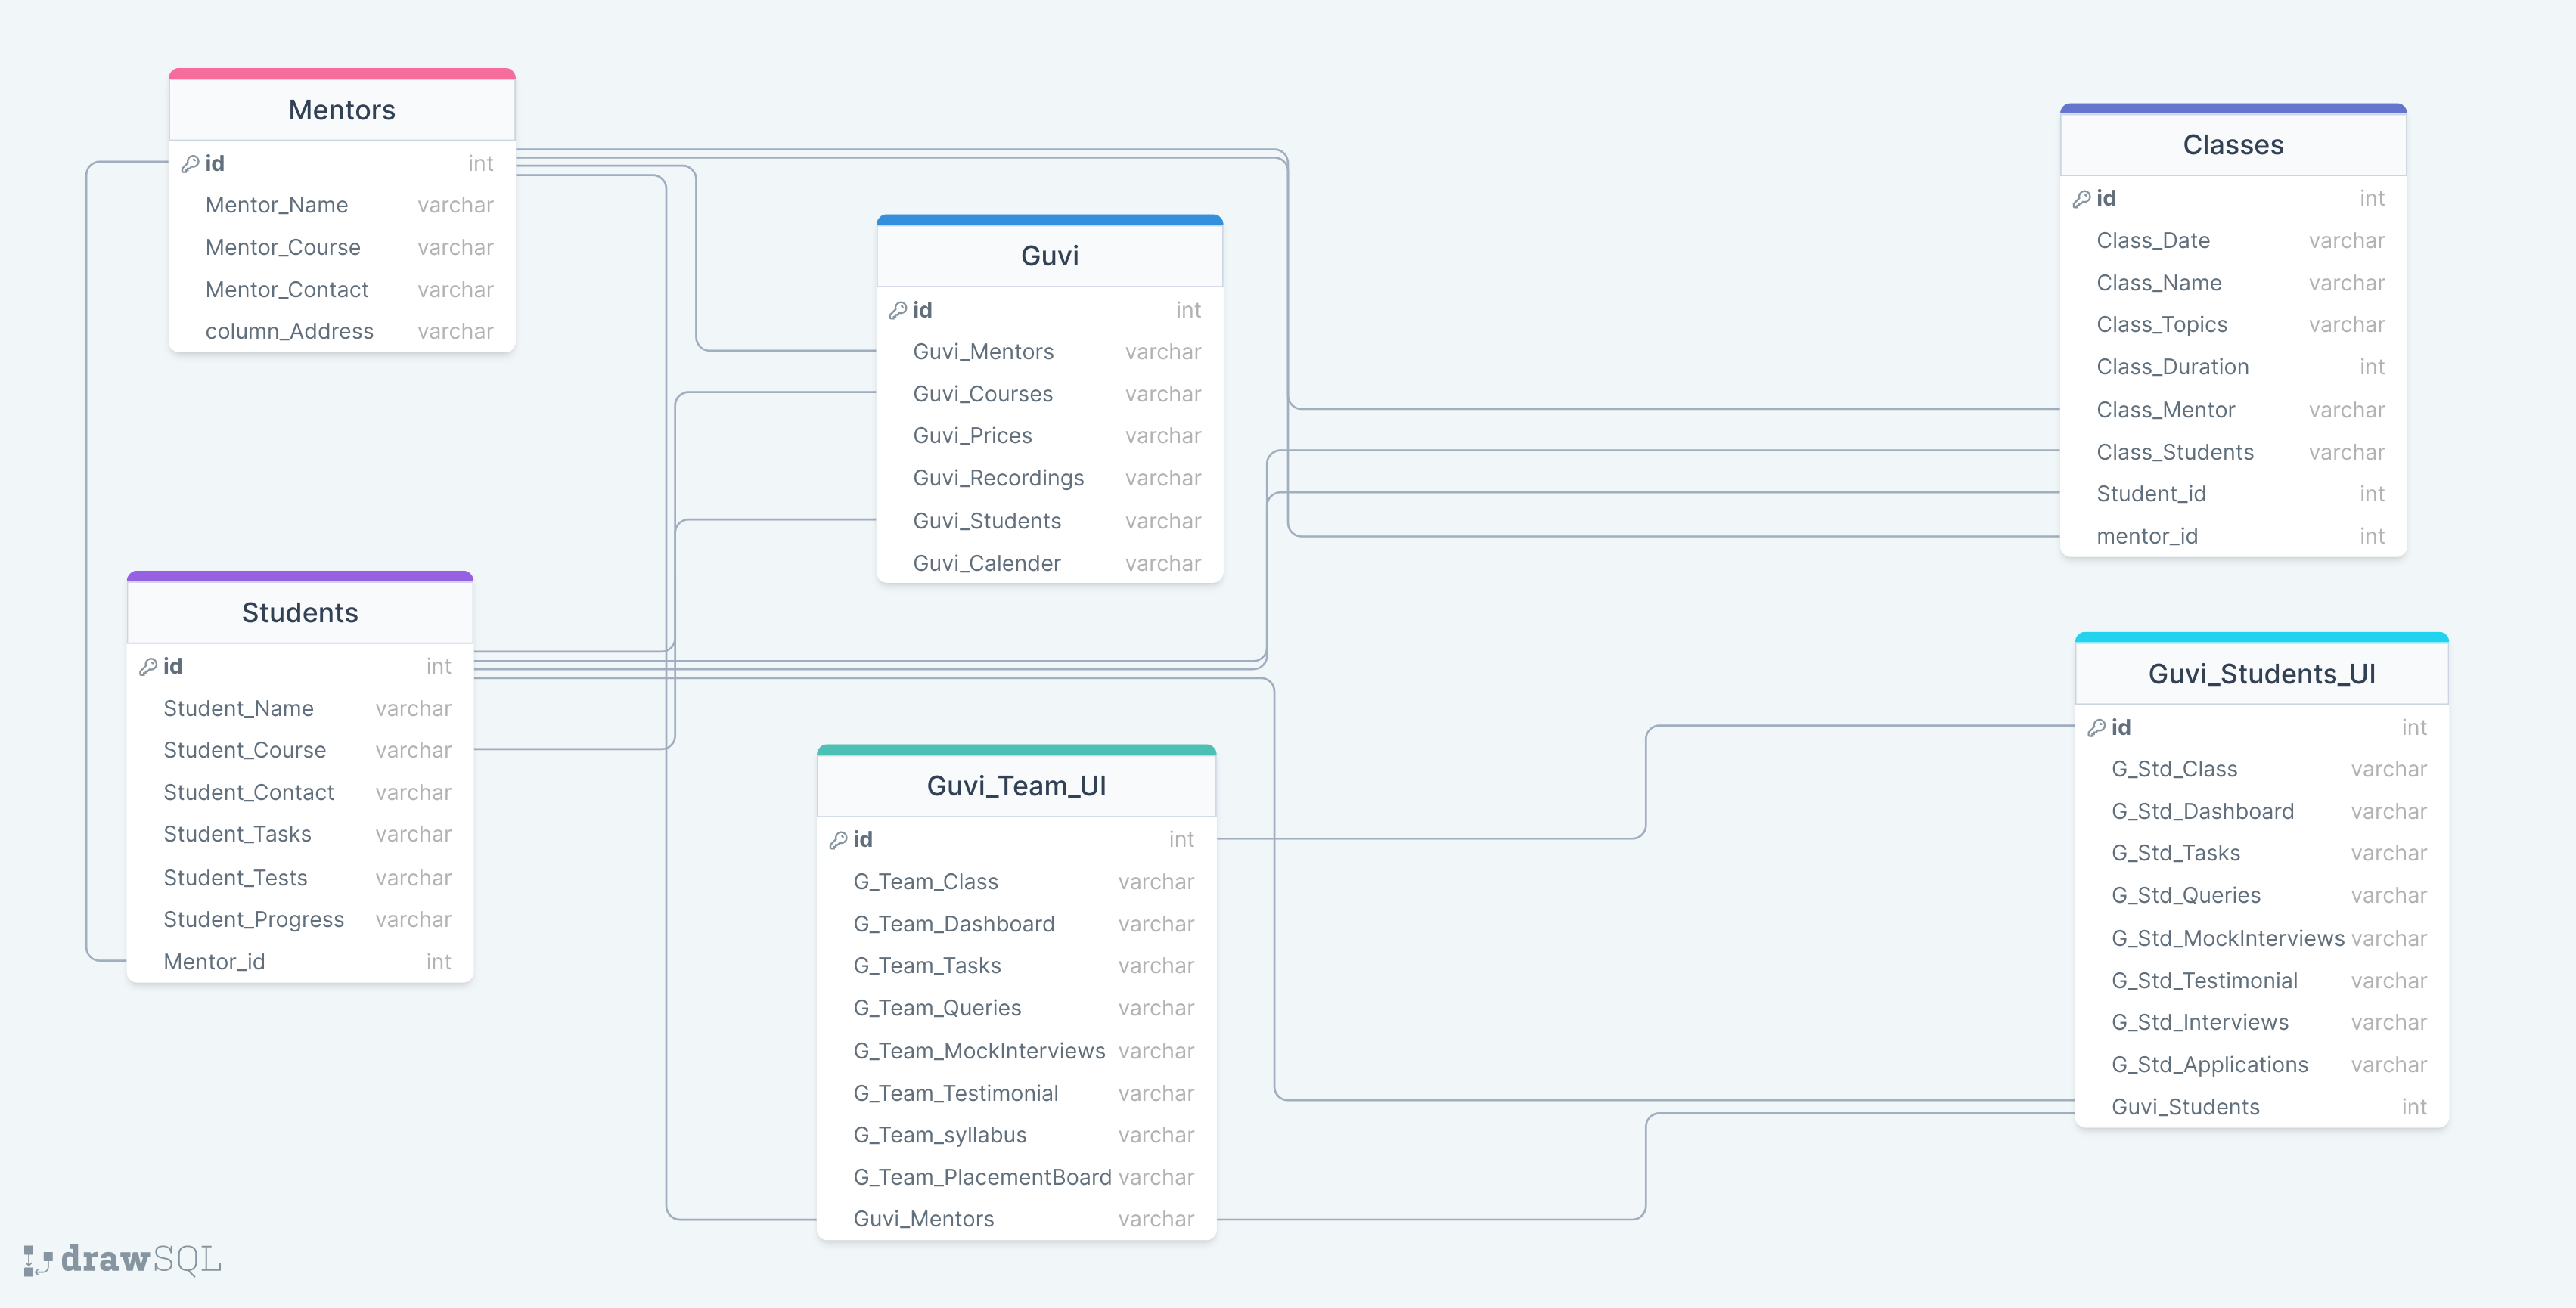 Mentors
id int
Mentor_Name varchar
Mentor_Course varchar
Mentor_Contact varchar
column_Address varchar
Guvi
id int
Guvi_Mentors varchar
Guvi_Courses varchar
Guvi_Prices varchar
Guvi_Recordings varchar
Guvi_Students varchar
Guvi_Calender varchar
Classes
id int
Class_Date varchar
Class_Name varchar
Class_Topics varchar
Class_Duration int
Class_Mentor varchar
Class_Students varchar
Student_id int
mentor_id int
Students
id int
Student_Name varchar
Student_Course varchar
Student_Contact varchar
Student_Tasks varchar
Student_Tests varchar
Student_Progress varchar
Mentor_id int
Guvi_Team_UI
id int
G_Team_Class varchar
G_Team_Dashboard varchar
G_Team_Tasks varchar
G_Team_Queries varchar
G_Team_MockInterviews varchar
G_Team_Testimonial varchar
G_Team_syllabus varchar
G_Team_PlacementBoard varchar
Guvi_Mentors varchar
Guvi_Students_UI
id int
G_Std_Class varchar
G_Std_Dashboard varchar
G_Std_Tasks varchar
G_Std_Queries varchar
G_Std_MockInterviews varchar
G_Std_Testimonial varchar
G_Std_Interviews varchar
G_Std_Applications varchar
Guvi_Students int
drawSQL